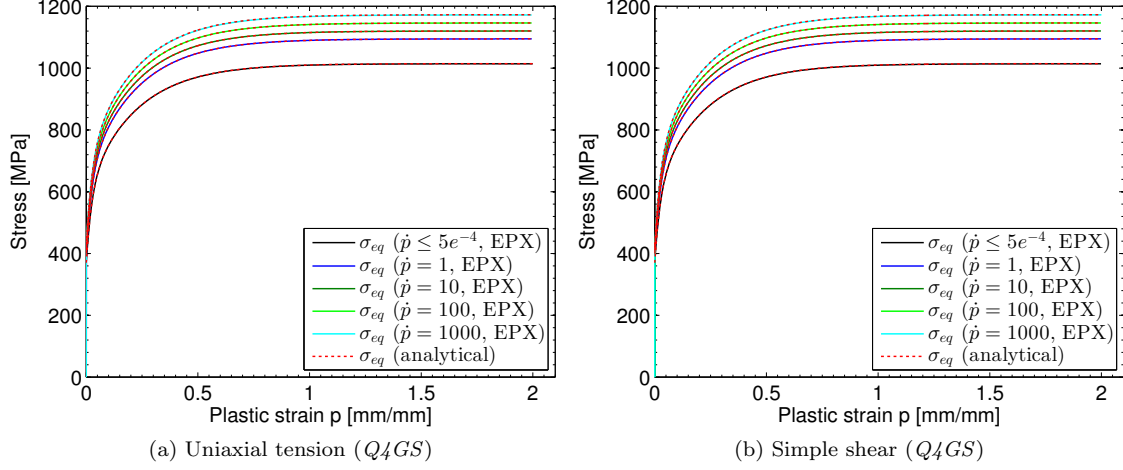 1200
1000
800
600
400
200
0
Stress [MPa]
σeq (ṗ ≤ 5e−4, EPX)
σeq (ṗ = 1, EPX)
σeq (ṗ = 10, EPX)
σeq (ṗ = 100, EPX)
σeq (ṗ = 1000, EPX)
σeq (analytical)
0 0.5 1 1.5 2
Plastic strain p [mm/mm]
(a) Uniaxial tension (Q4GS)
1200
1000
800
600
400
200
0
Stress [MPa]
σeq (ṗ ≤ 5e−4, EPX)
σeq (ṗ = 1, EPX)
σeq (ṗ = 10, EPX)
σeq (ṗ = 100, EPX)
σeq (ṗ = 1000, EPX)
σeq (analytical)
0 0.5 1 1.5 2
Plastic strain p [mm/mm]
(b) Simple shear (Q4GS)